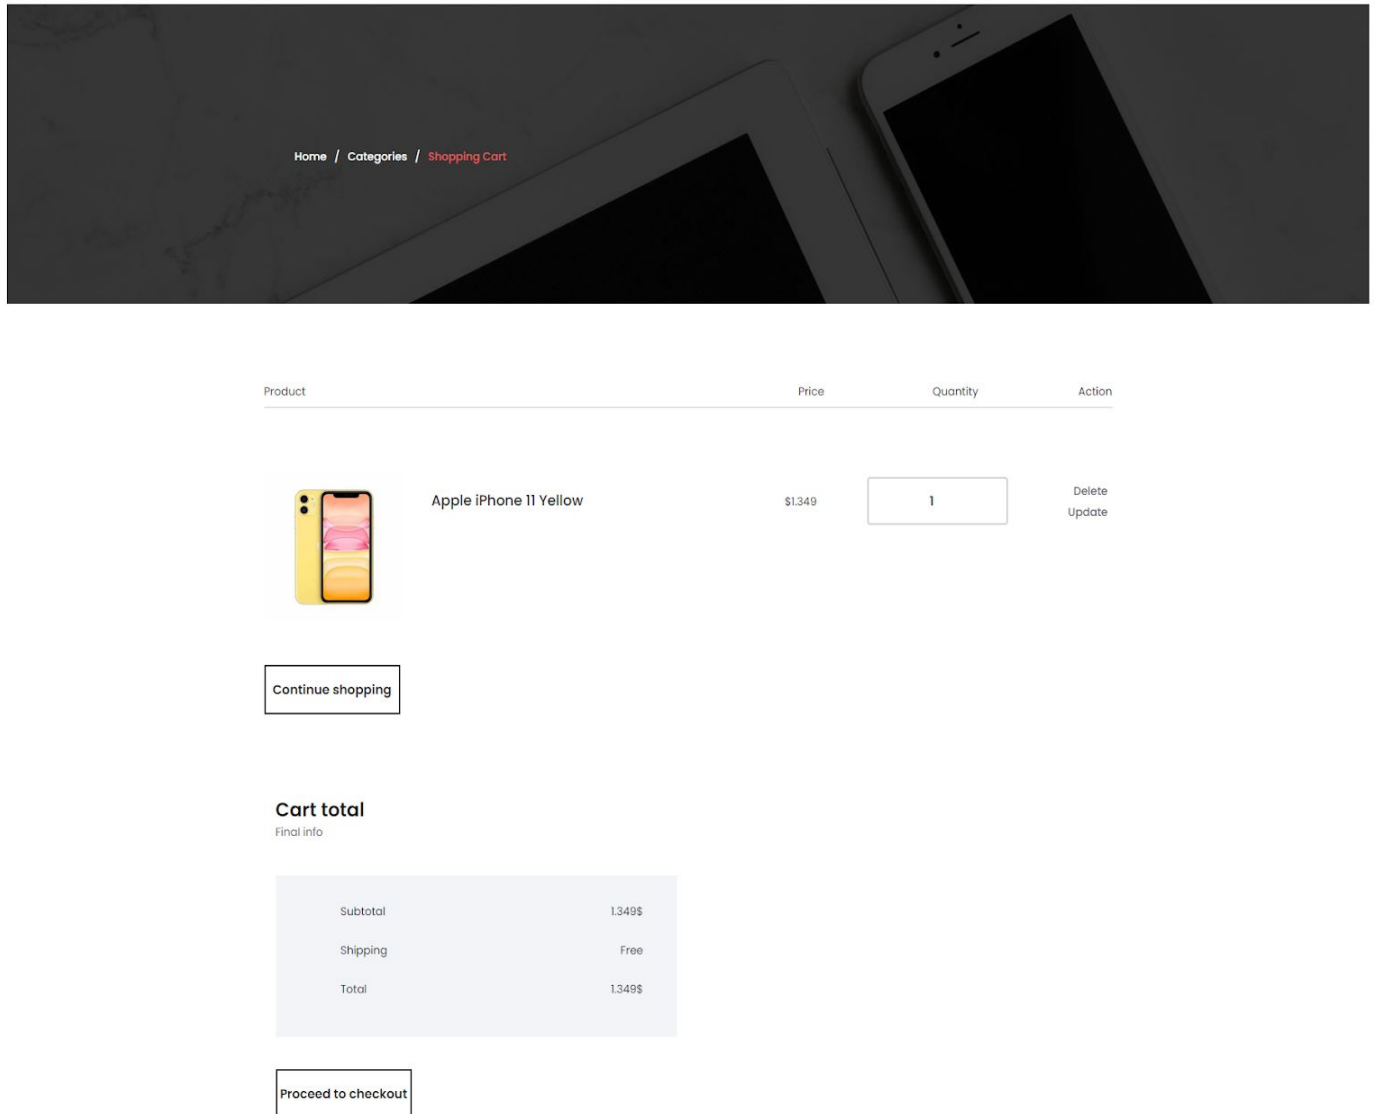 Home / Categories / Shopping Cart
Product Price Quantity Action
Apple iPhone 11 Yellow $1.349 1 Delete
Update
Continue shopping
Cart total
Final info
Subtotal 1.349$
Shipping Free
Total 1.349$
Proceed to checkout